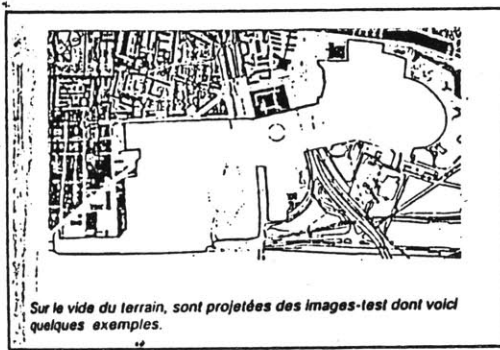 Sur le vide du terrain, sont projetées des images-test dont voici
quelques exemples.